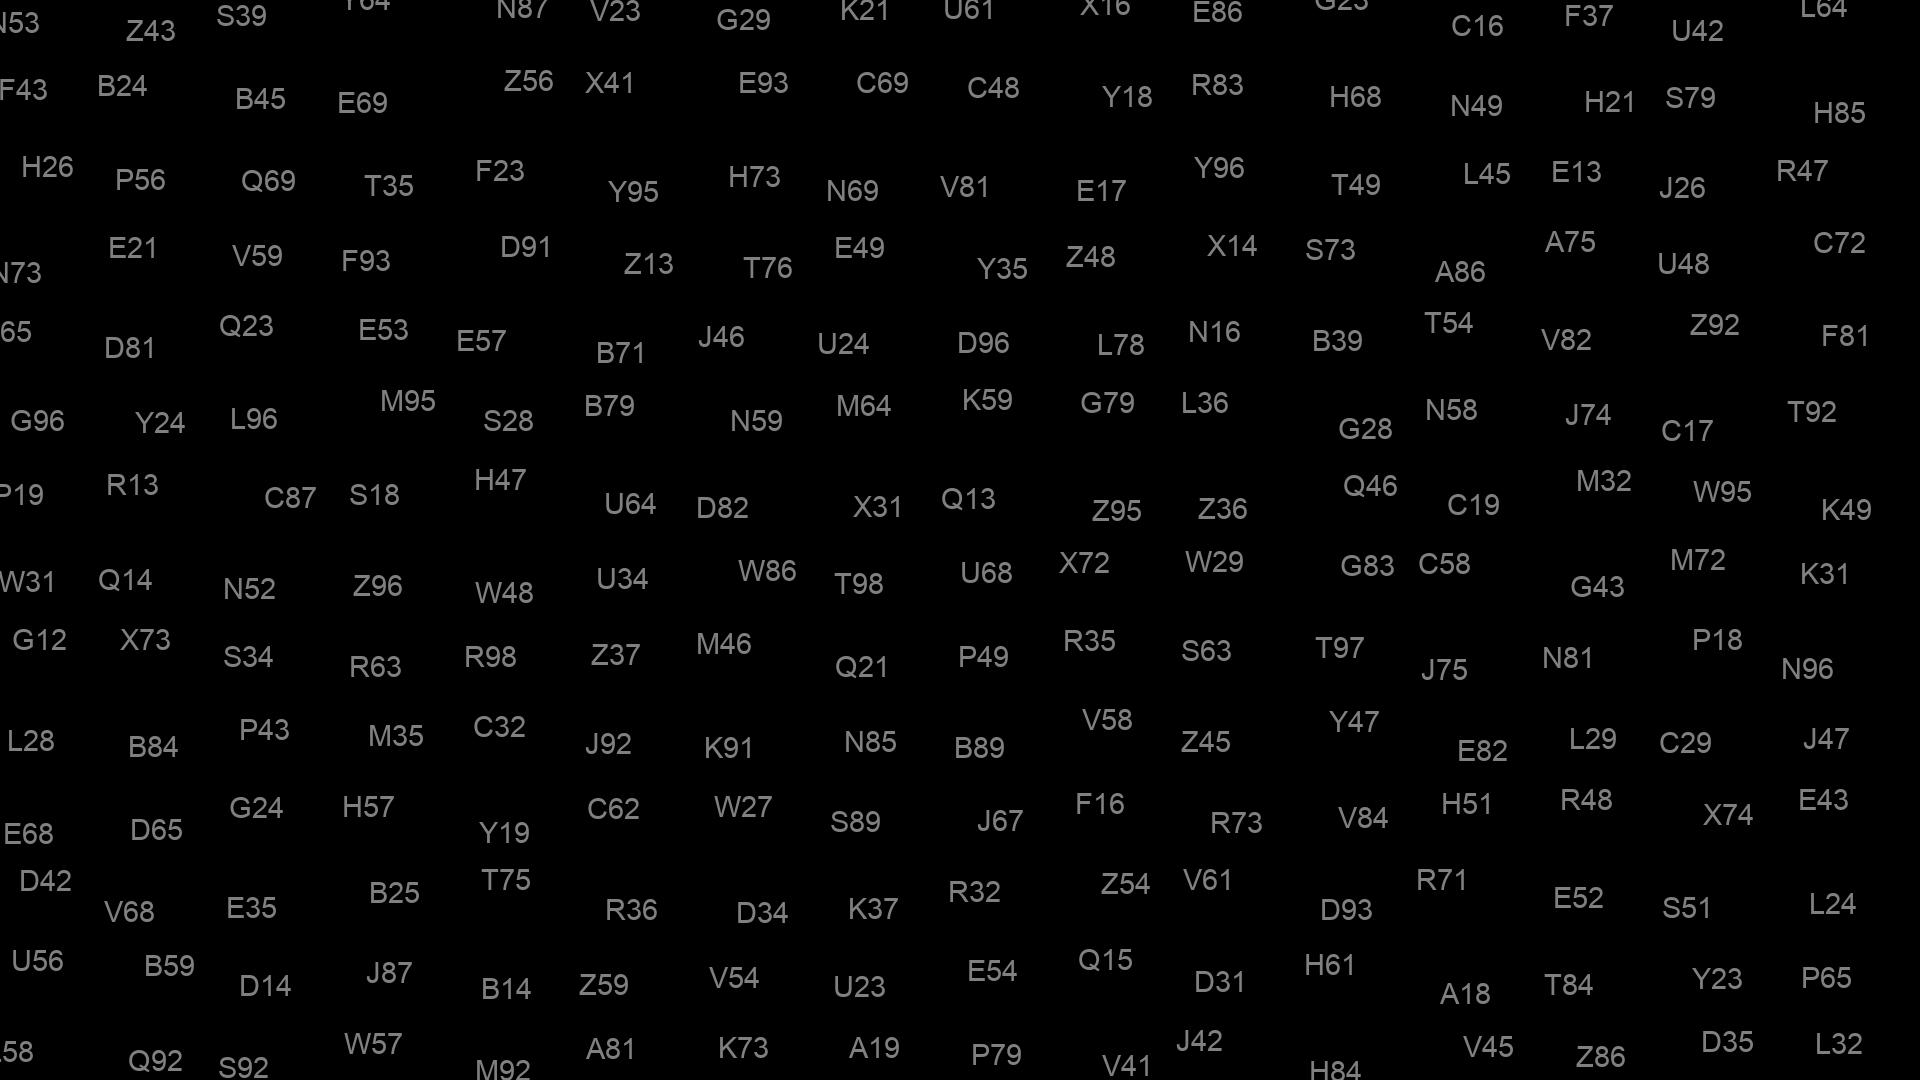 N53 Z43 S39 Y64 N87 V23 G29 K21 U61 X16 E86 G23 C16 F37 U42 L64
F43 B24 B45 E69 Z56 X41 E93 C69 C48 Y18 R83 H68 N49 H21 S79 H85
H26 P56 Q69 T35 F23 Y95 H73 N69 V81 E17 Y96 T49 L45 E13 J26 R47
N73 E21 V59 F93 D91 Z13 T76 E49 Y35 Z48 X14 S73 A86 A75 U48 C72
65 D81 Q23 E53 E57 B71 J46 U24 D96 L78 N16 B39 T54 V82 Z92 F81
G96 Y24 L96 M95 S28 B79 N59 M64 K59 G79 L36 G28 N58 J74 C17 T92
P19 R13 C87 S18 H47 U64 D82 X31 Q13 Z95 Z36 Q46 C19 M32 W95 K49
W31 Q14 N52 Z96 W48 U34 W86 T98 U68 X72 W29 G83 C58 G43 M72 K31
G12 X73 S34 R63 R98 Z37 M46 Q21 P49 R35 S63 T97 J75 N81 P18 N96
L28 B84 P43 M35 C32 J92 K91 N85 B89 V58 Z45 Y47 E82 L29 C29 J47
E68 D65 G24 H57 Y19 C62 W27 S89 J67 F16 R73 V84 H51 R48 X74 E43
D42 V68 E35 B25 T75 R36 D34 K37 R32 Z54 V61 D93 R71 E52 S51 L24
U56 B59 D14 J87 B14 Z59 V54 U23 E54 Q15 D31 H61 A18 T84 Y23 P65
58 Q92 S92 W57 M92 A81 K73 A19 P79 V41 J42 H84 V45 Z86 D35 L32